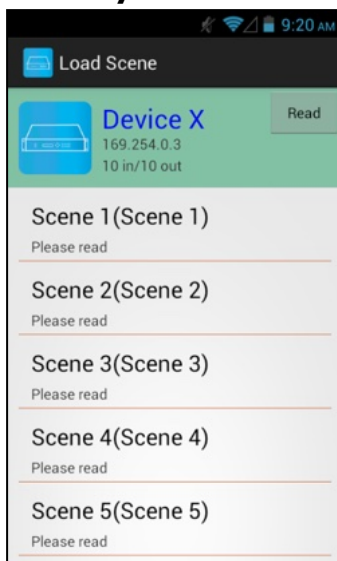 9:20 AM
Load Scene
Device X
Read
169.254.0.3
10 in/10 out
Scene 1(Scene 1)
Please read
Scene 2(Scene 2)
Please read
Scene 3(Scene 3)
Please read
Scene 4(Scene 4)
Please read
Scene 5(Scene 5)
Please read